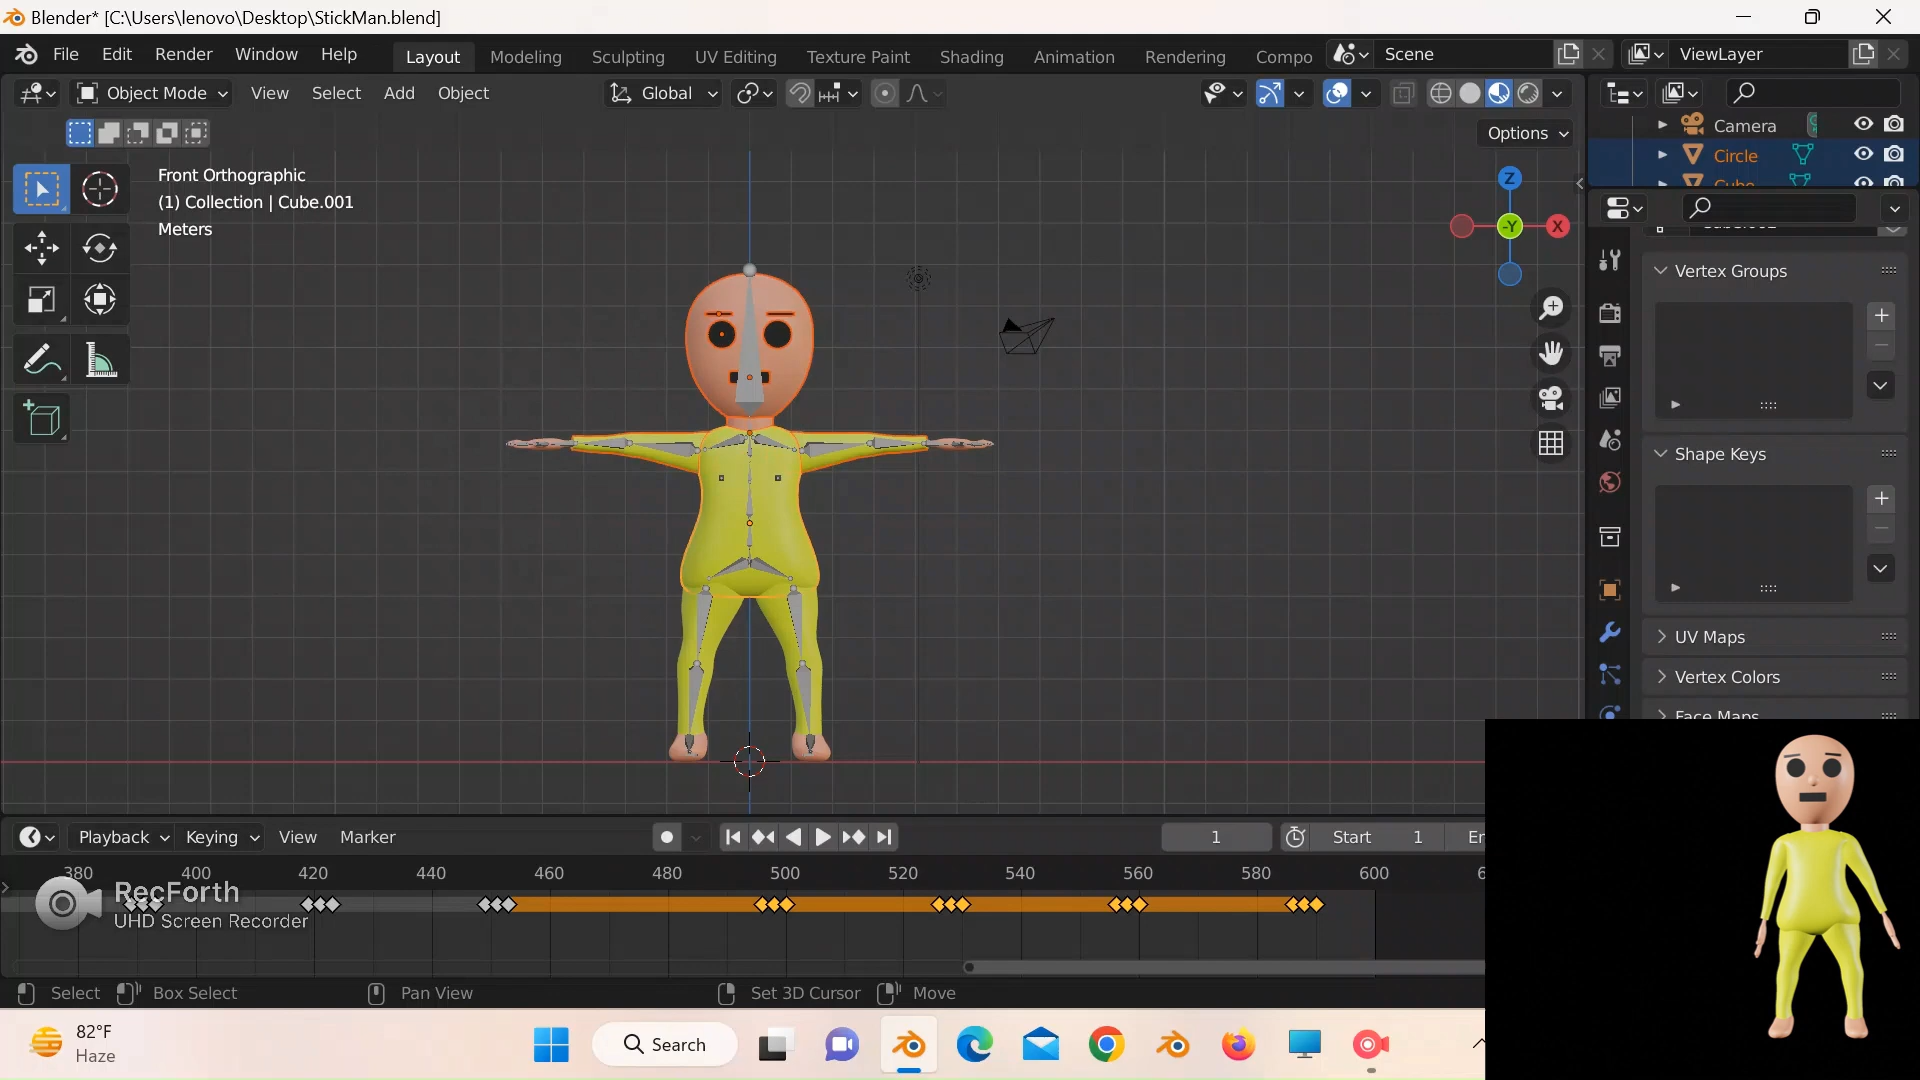 Blender* [C:\Users\lenovo\Desktop\StickMan.blend]
File Edit Render Window Help Layout Modeling Sculpting UV Editing Texture Paint Shading Animation Rendering Compo Scene ViewLayer
Object Mode View Select Add Object Global
Options
Camera
Circle
Cube
Front Orthographic
(1) Collection | Cube.001
Meters
Z
-Y
X
Vertex Groups
Shape Keys
UV Maps
Vertex Colors
Face Maps
Playback Keying View Marker 1 Start 1 En
380 400 420 440 460 480 500 520 540 560 580 600
RecForth
UHD Screen Recorder
Select Box Select Pan View Set 3D Cursor Move
82°F
Haze
Search